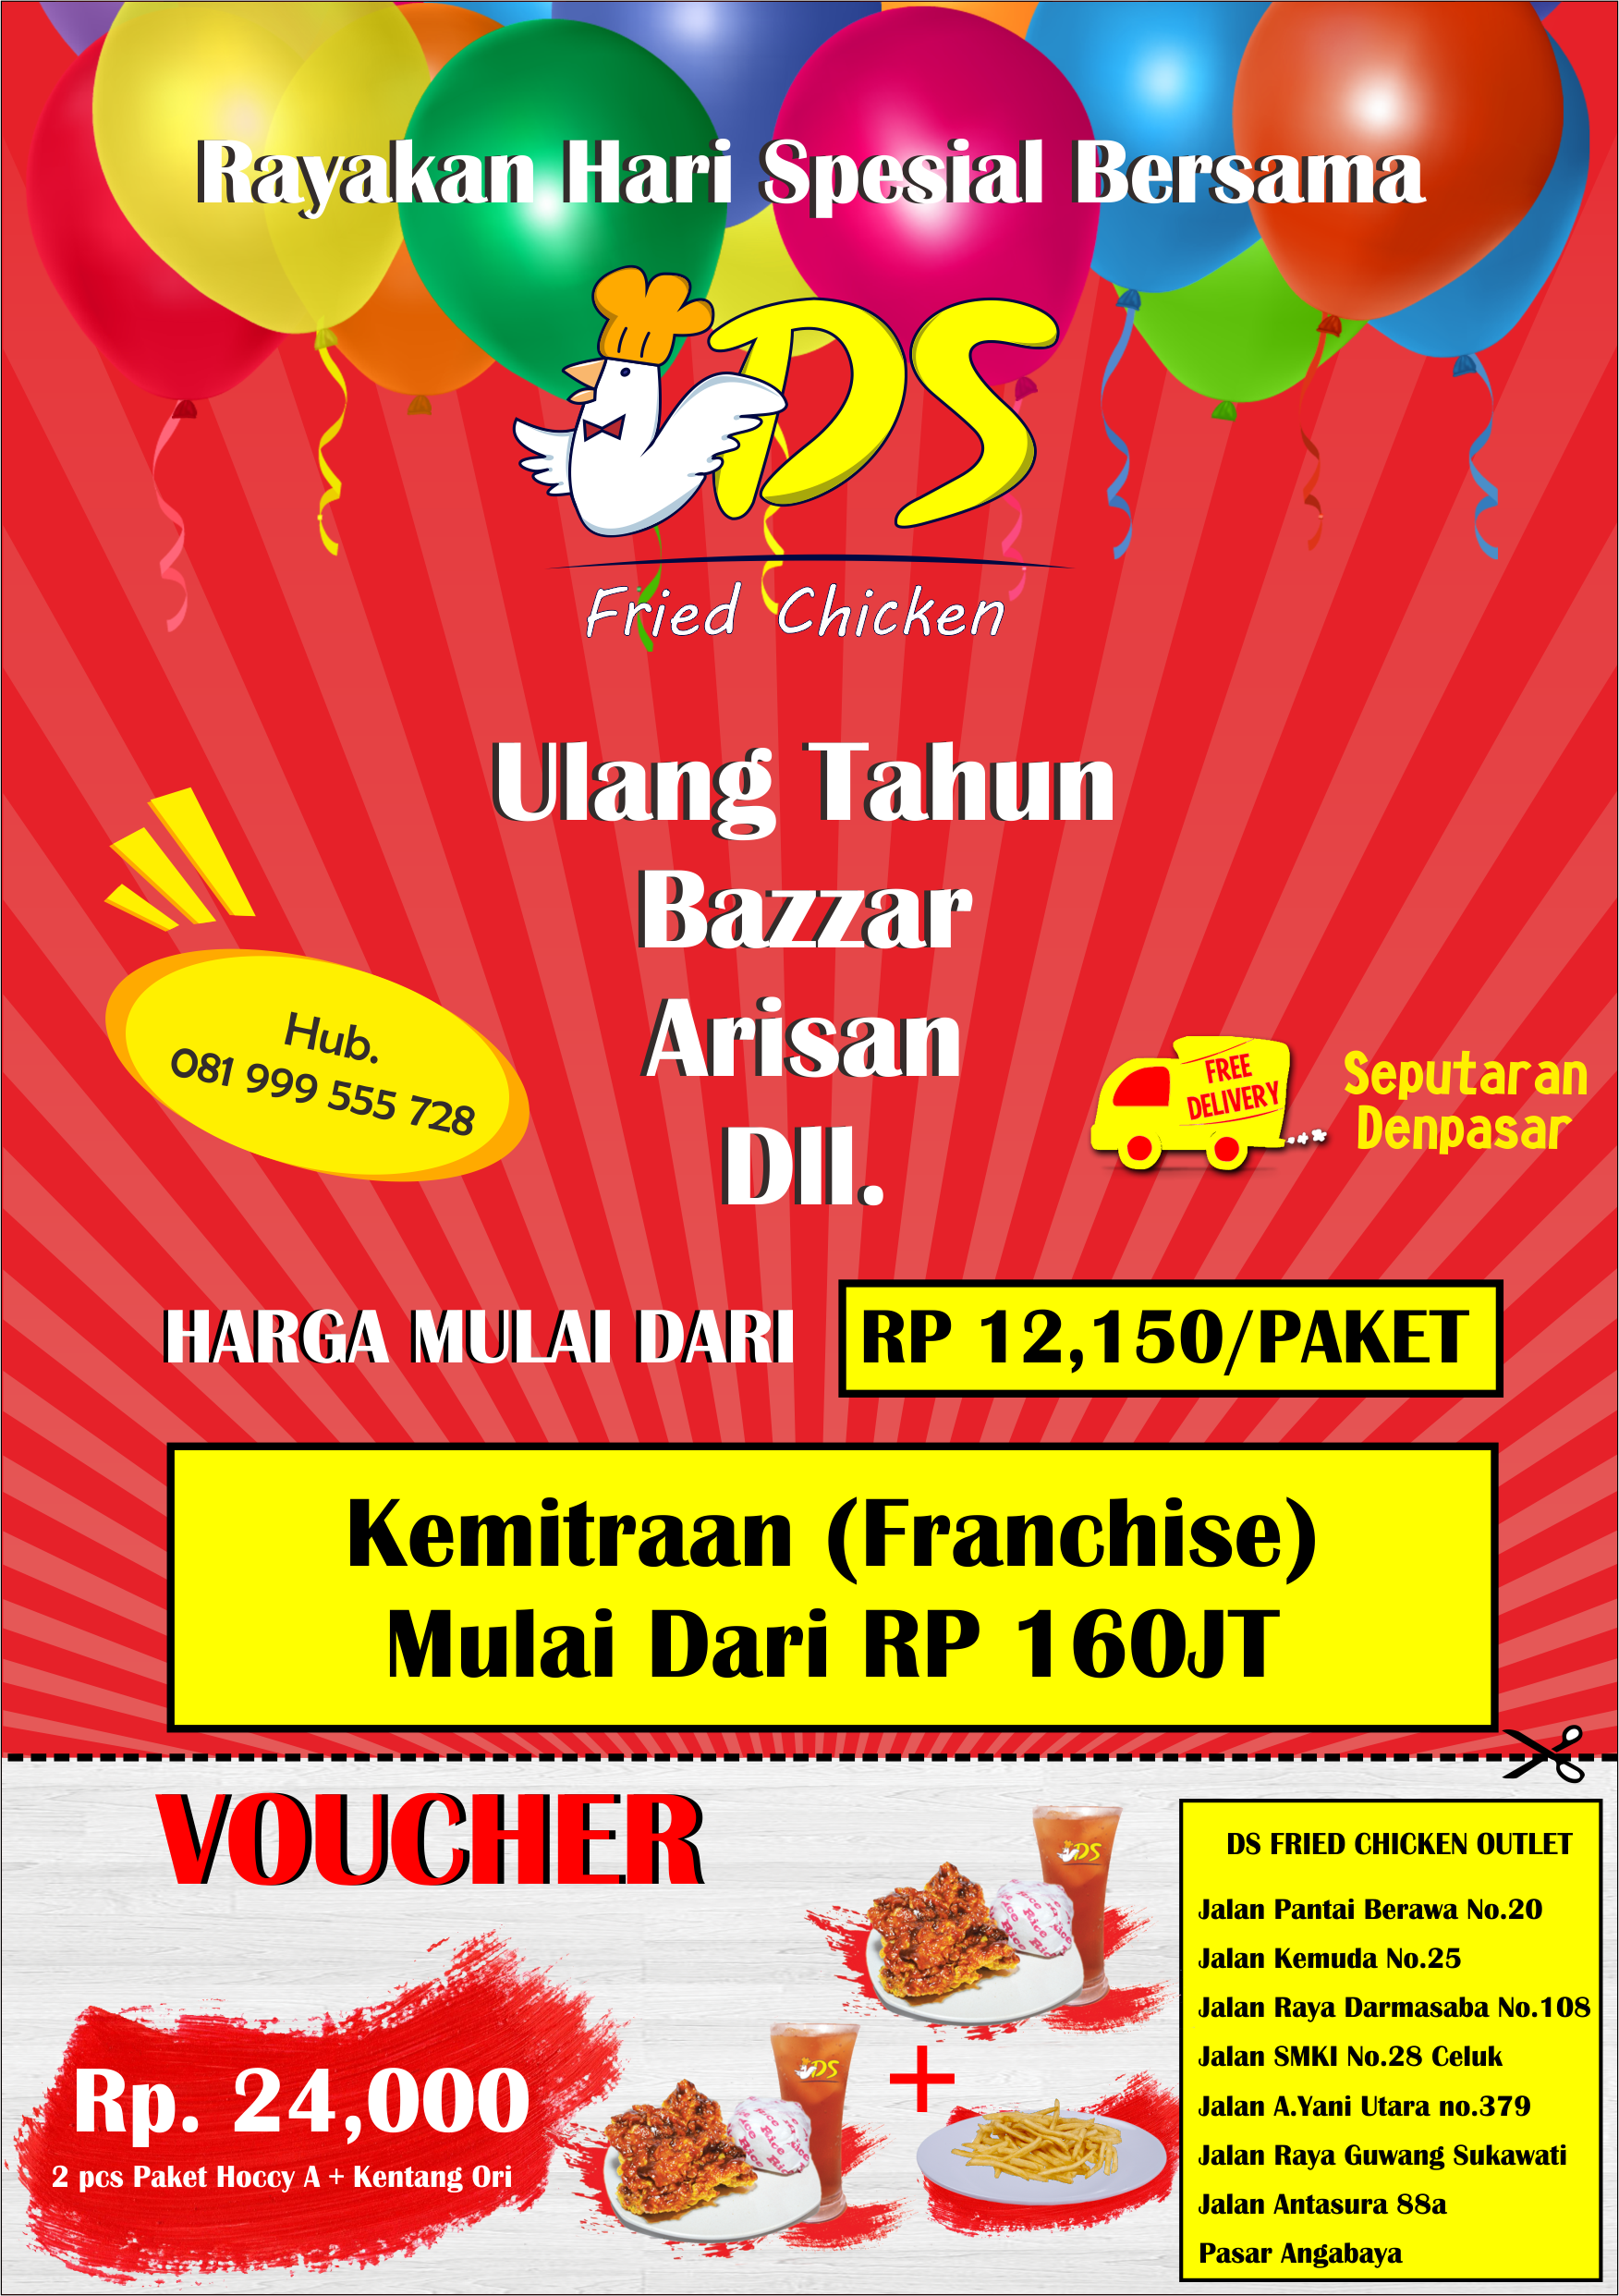 Rayakan Hari Spesial Bersama
DS
Fried Chicken
Ulang Tahun
Bazzar
Arisan
Dll.
Hub.
081 999 555 728
FREE
DELIVERY
Seputaran
Denpasar
HARGA MULAI DARI
RP 12,150/PAKET
Kemitraan (Franchise)
Mulai Dari RP 160JT
VOUCHER
Rp. 24,000
2 pcs Paket Hoccy A + Kentang Ori
DS
DS
+
DS FRIED CHICKEN OUTLET
Jalan Pantai Berawa No.20
Jalan Kemuda No.25
Jalan Raya Darmasaba No.108
Jalan SMKI No.28 Celuk
Jalan A.Yani Utara no.379
Jalan Raya Guwang Sukawati
Jalan Antasura 88a
Pasar Angabaya